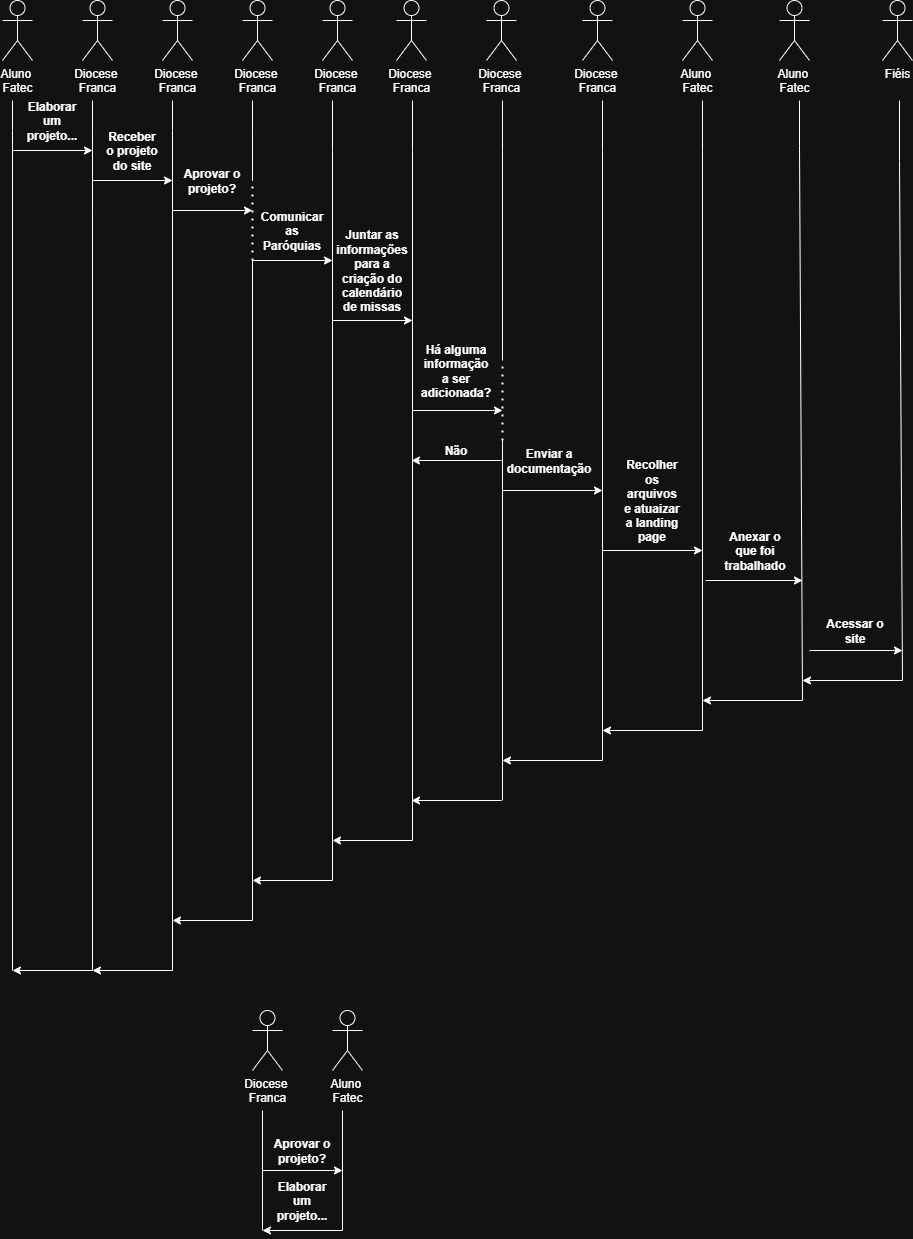 Aluno
Fatec
Diocese
Franca
Diocese
Franca
Diocese
Franca
Diocese
Franca
Diocese
Franca
Diocese
Franca
Diocese
Franca
Aluno
Fatec
Aluno
Fatec
Fiéis
Elaborar
um
projeto...
Receber
o projeto
do site
Aprovar o
projeto?
Comunicar
as
Paróquias
Juntar as
informações
para a
criação do
calendário
de missas
Há alguma
informação
a ser
adicionada?
Não
Enviar a
documentação
Recolher
os
arquivos
e atuaizar
a landing
page
Anexar o
que foi
trabalhado
Acessar o
site
Diocese
Franca
Aluno
Fatec
Aprovar o
projeto?
Elaborar
um
projeto...